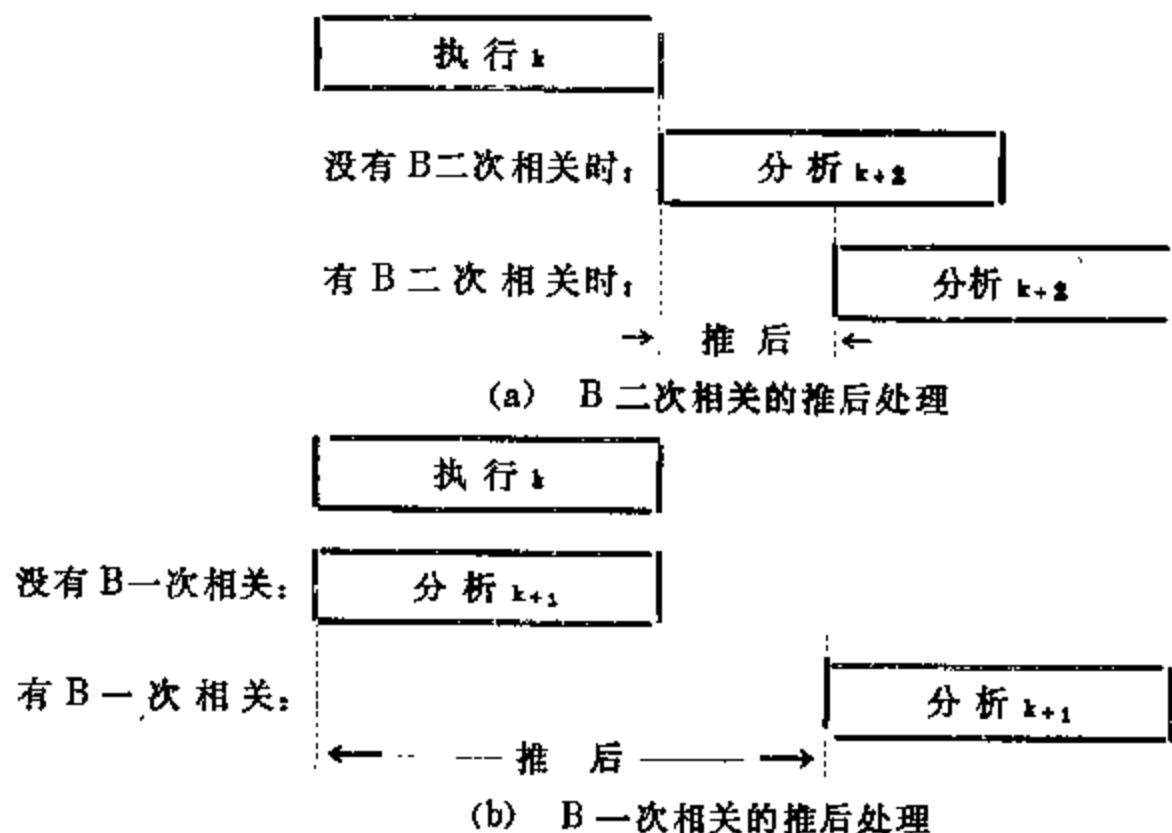 执行k
没有B二次相关时: 分析k+2
有B二次相关时: 分析k+2
→ 推后 ←
(a) B二次相关的推后处理
执行k
没有B一次相关: 分析k+1
有B一次相关: 分析k+1
← 推后 →
(b) B一次相关的推后处理